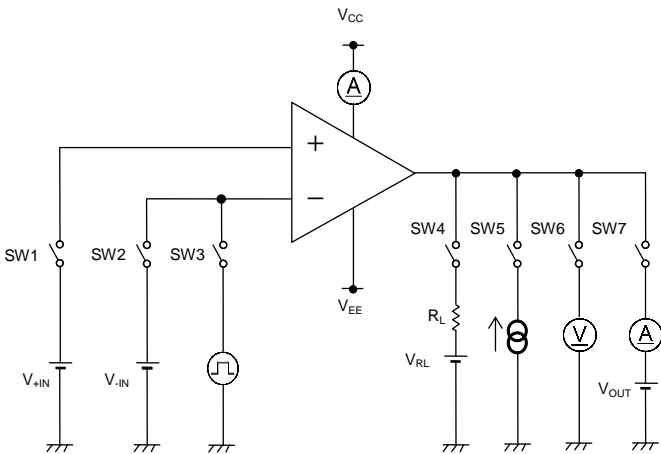 VCC
A
+
−
SW1 SW2 SW3 SW4 SW5 SW6 SW7
VEE
RL
V
A
V+IN V-IN VRL VOUT